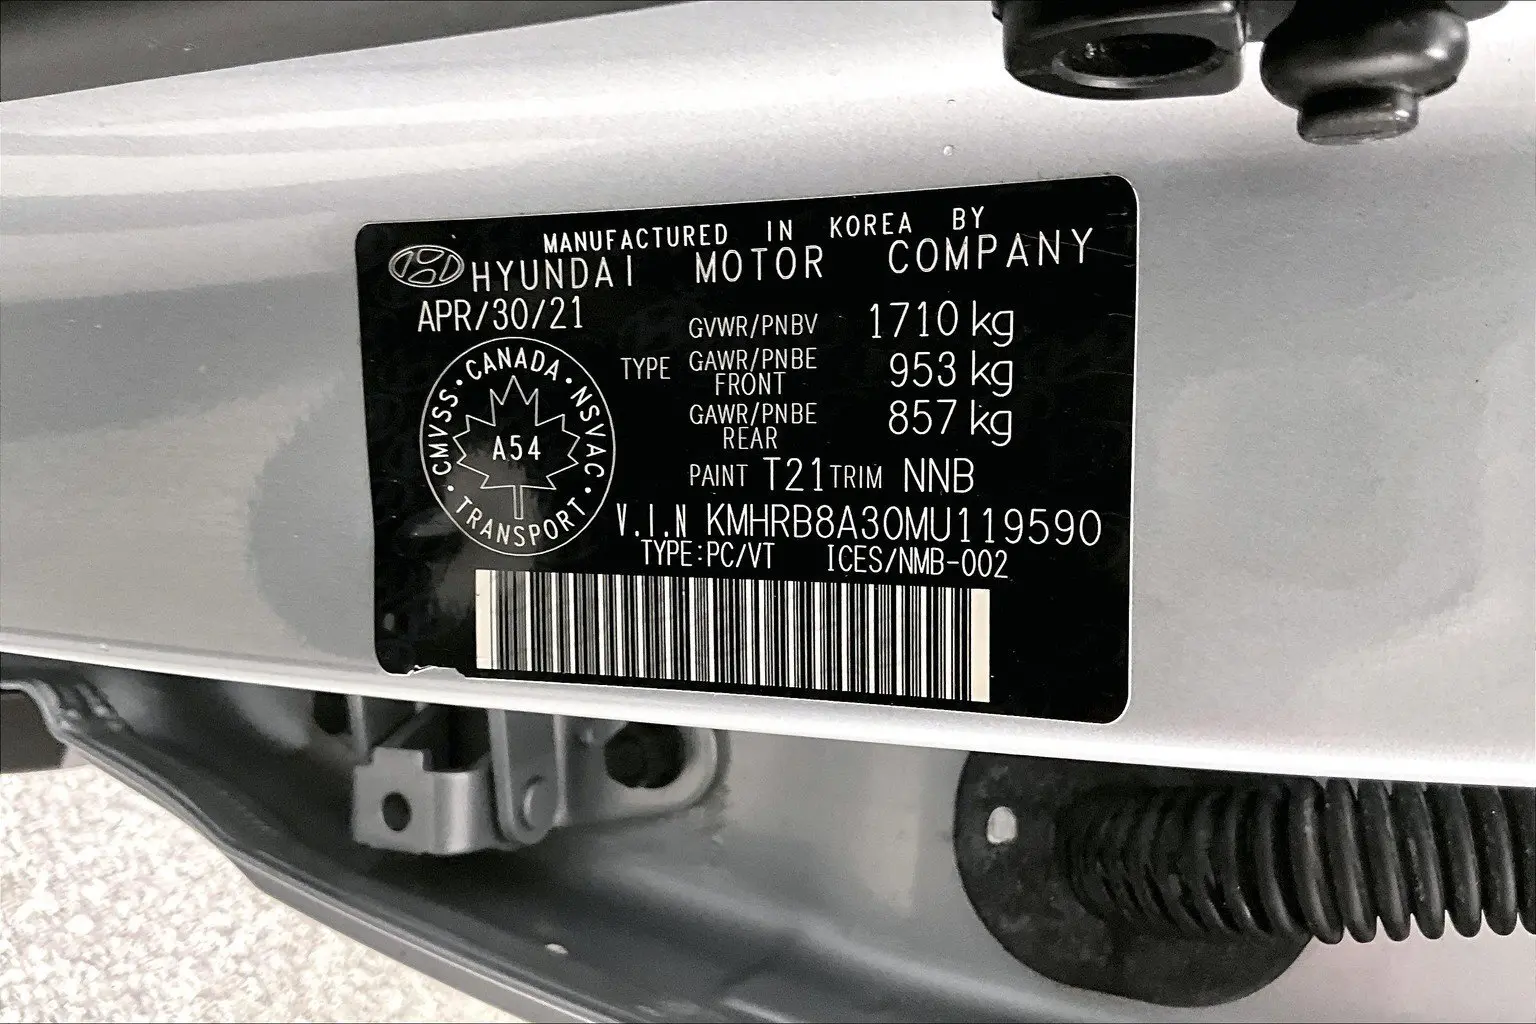 MANUFACTURED IN KOREA BY
HYUNDAI MOTOR COMPANY
APR/30/21
GVWR/PNBV 1710 kg
TYPE GAWR/PNBE FRONT 953 kg
GAWR/PNBE REAR 857 kg
CANADA · NSVAC · TRANSPORT · CMVSS ·
A54
PAINT T21 TRIM NNB
V.I.N KMHRB8A30MU119590
TYPE:PC/VT ICES/NMB-002